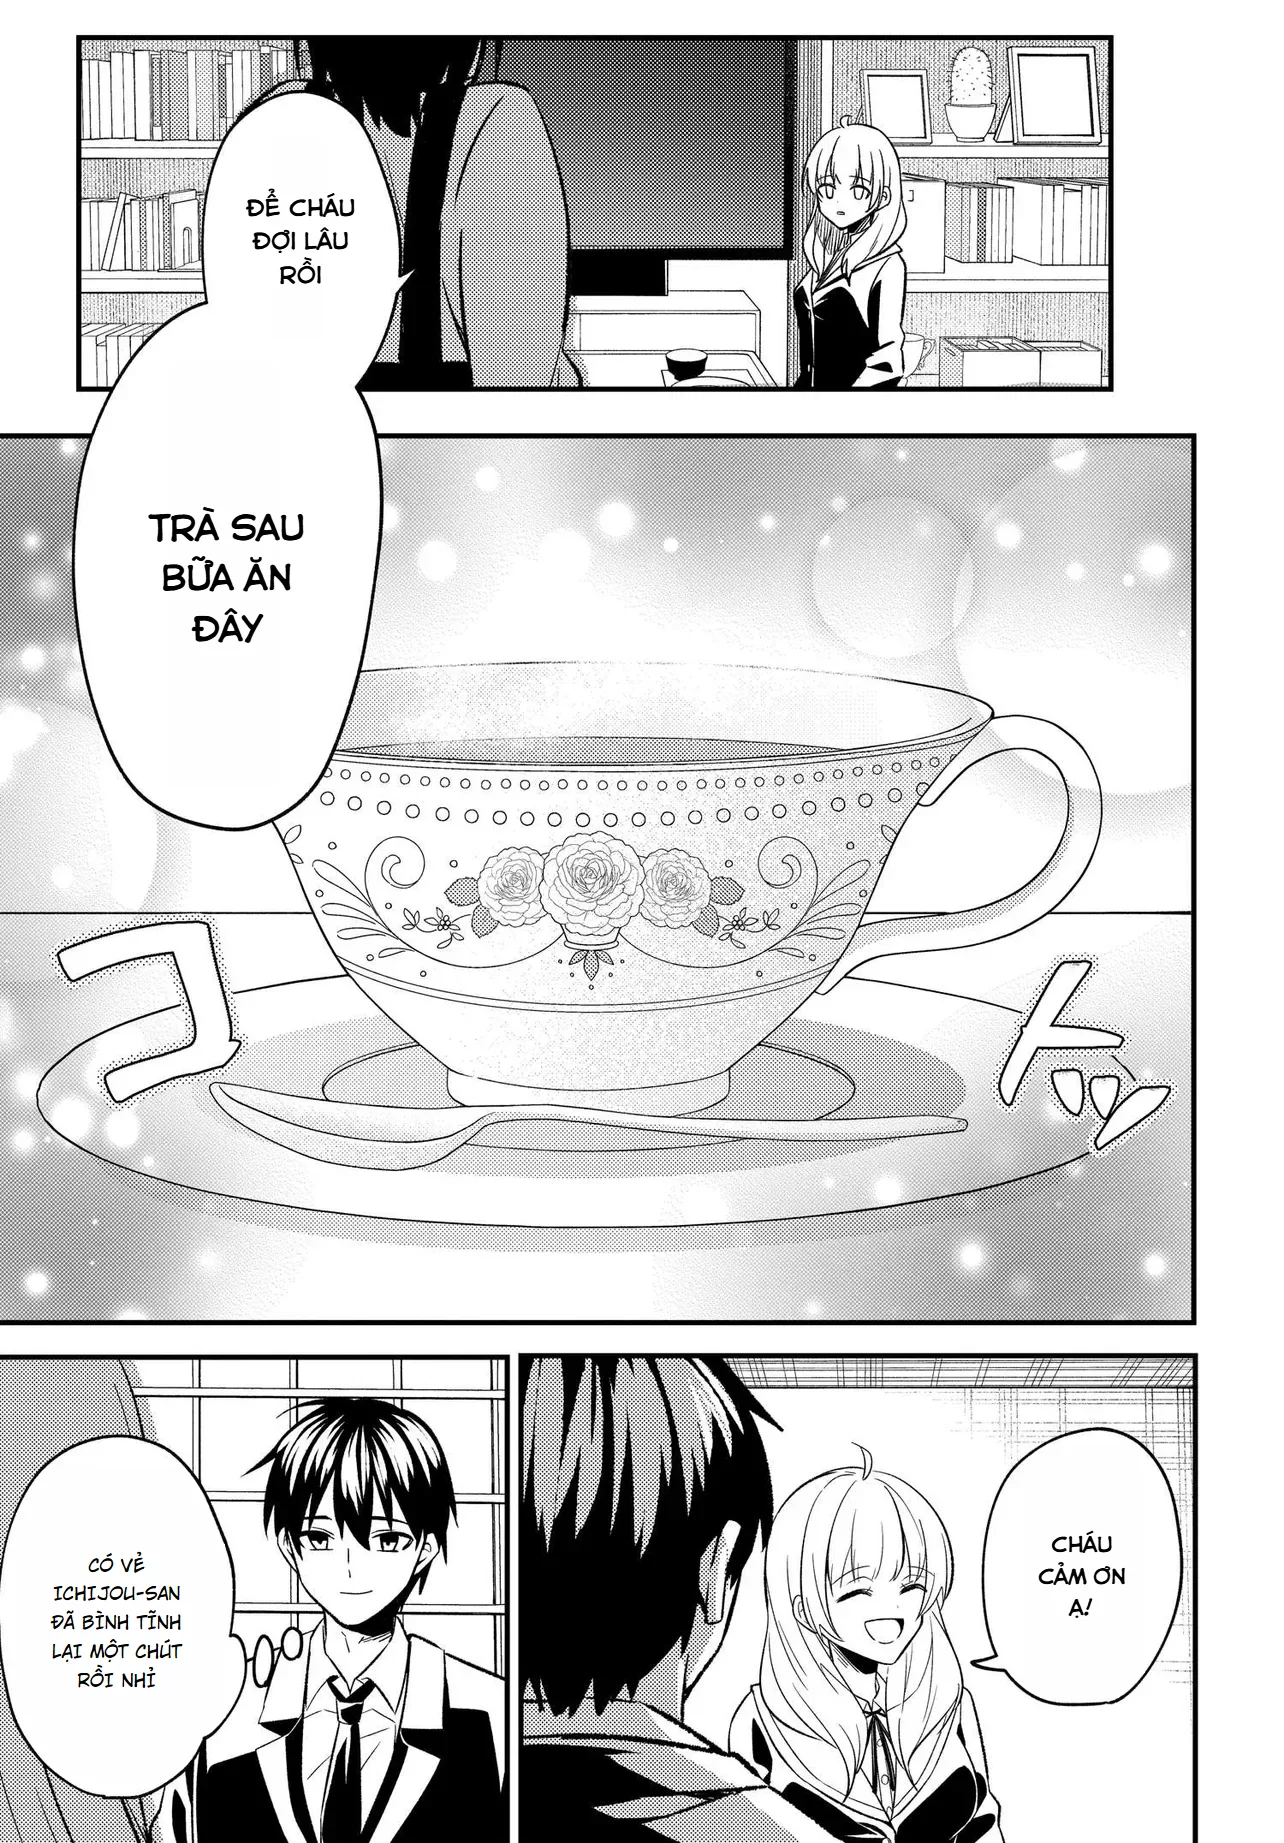 ĐỂ CHÁU
ĐỢI LÂU
RỒI
TRÀ SAU
BỮA ĂN
ĐÂY
コトッ
CHÁU
CẢM ƠN
Ạ!
CÓ VẺ
ICHIJOU-SAN
ĐÃ BÌNH TĨNH
LẠI MỘT CHÚT
RỒI NHỈ